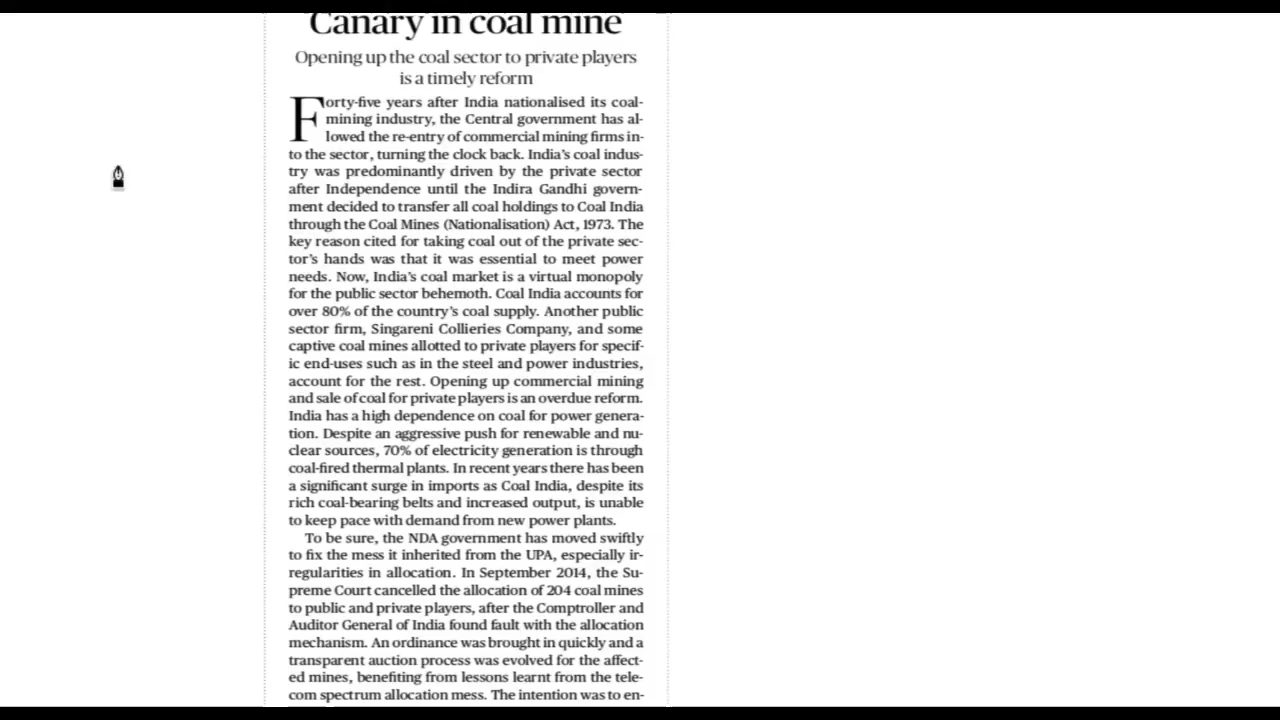 Canary in coal mine
Opening up the coal sector to private players
is a timely reform
Forty-five years after India nationalised its coal-
mining industry, the Central government has al-
lowed the re-entry of commercial mining firms in-
to the sector, turning the clock back. India's coal indus-
try was predominantly driven by the private sector
after Independence until the Indira Gandhi govern-
ment decided to transfer all coal holdings to Coal India
through the Coal Mines (Nationalisation) Act, 1973. The
key reason cited for taking coal out of the private sec-
tor's hands was that it was essential to meet power
needs. Now, India's coal market is a virtual monopoly
for the public sector behemoth. Coal India accounts for
over 80% of the country's coal supply. Another public
sector firm, Singareni Collieries Company, and some
captive coal mines allotted to private players for specif-
ic end-uses such as in the steel and power industries,
account for the rest. Opening up commercial mining
and sale of coal for private players is an overdue reform.
India has a high dependence on coal for power genera-
tion. Despite an aggressive push for renewable and nu-
clear sources, 70% of electricity generation is through
coal-fired thermal plants. In recent years there has been
a significant surge in imports as Coal India, despite its
rich coal-bearing belts and increased output, is unable
to keep pace with demand from new power plants.
To be sure, the NDA government has moved swiftly
to fix the mess it inherited from the UPA, especially ir-
regularities in allocation. In September 2014, the Su-
preme Court cancelled the allocation of 204 coal mines
to public and private players, after the Comptroller and
Auditor General of India found fault with the allocation
mechanism. An ordinance was brought in quickly and a
transparent auction process was evolved for the affect-
ed mines, benefiting from lessons learnt from the tele-
com spectrum allocation mess. The intention was to en-